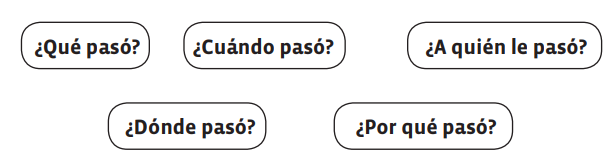 ¿Qué pasó? ¿Cuándo pasó? ¿A quién le pasó?
¿Dónde pasó? ¿Por qué pasó?